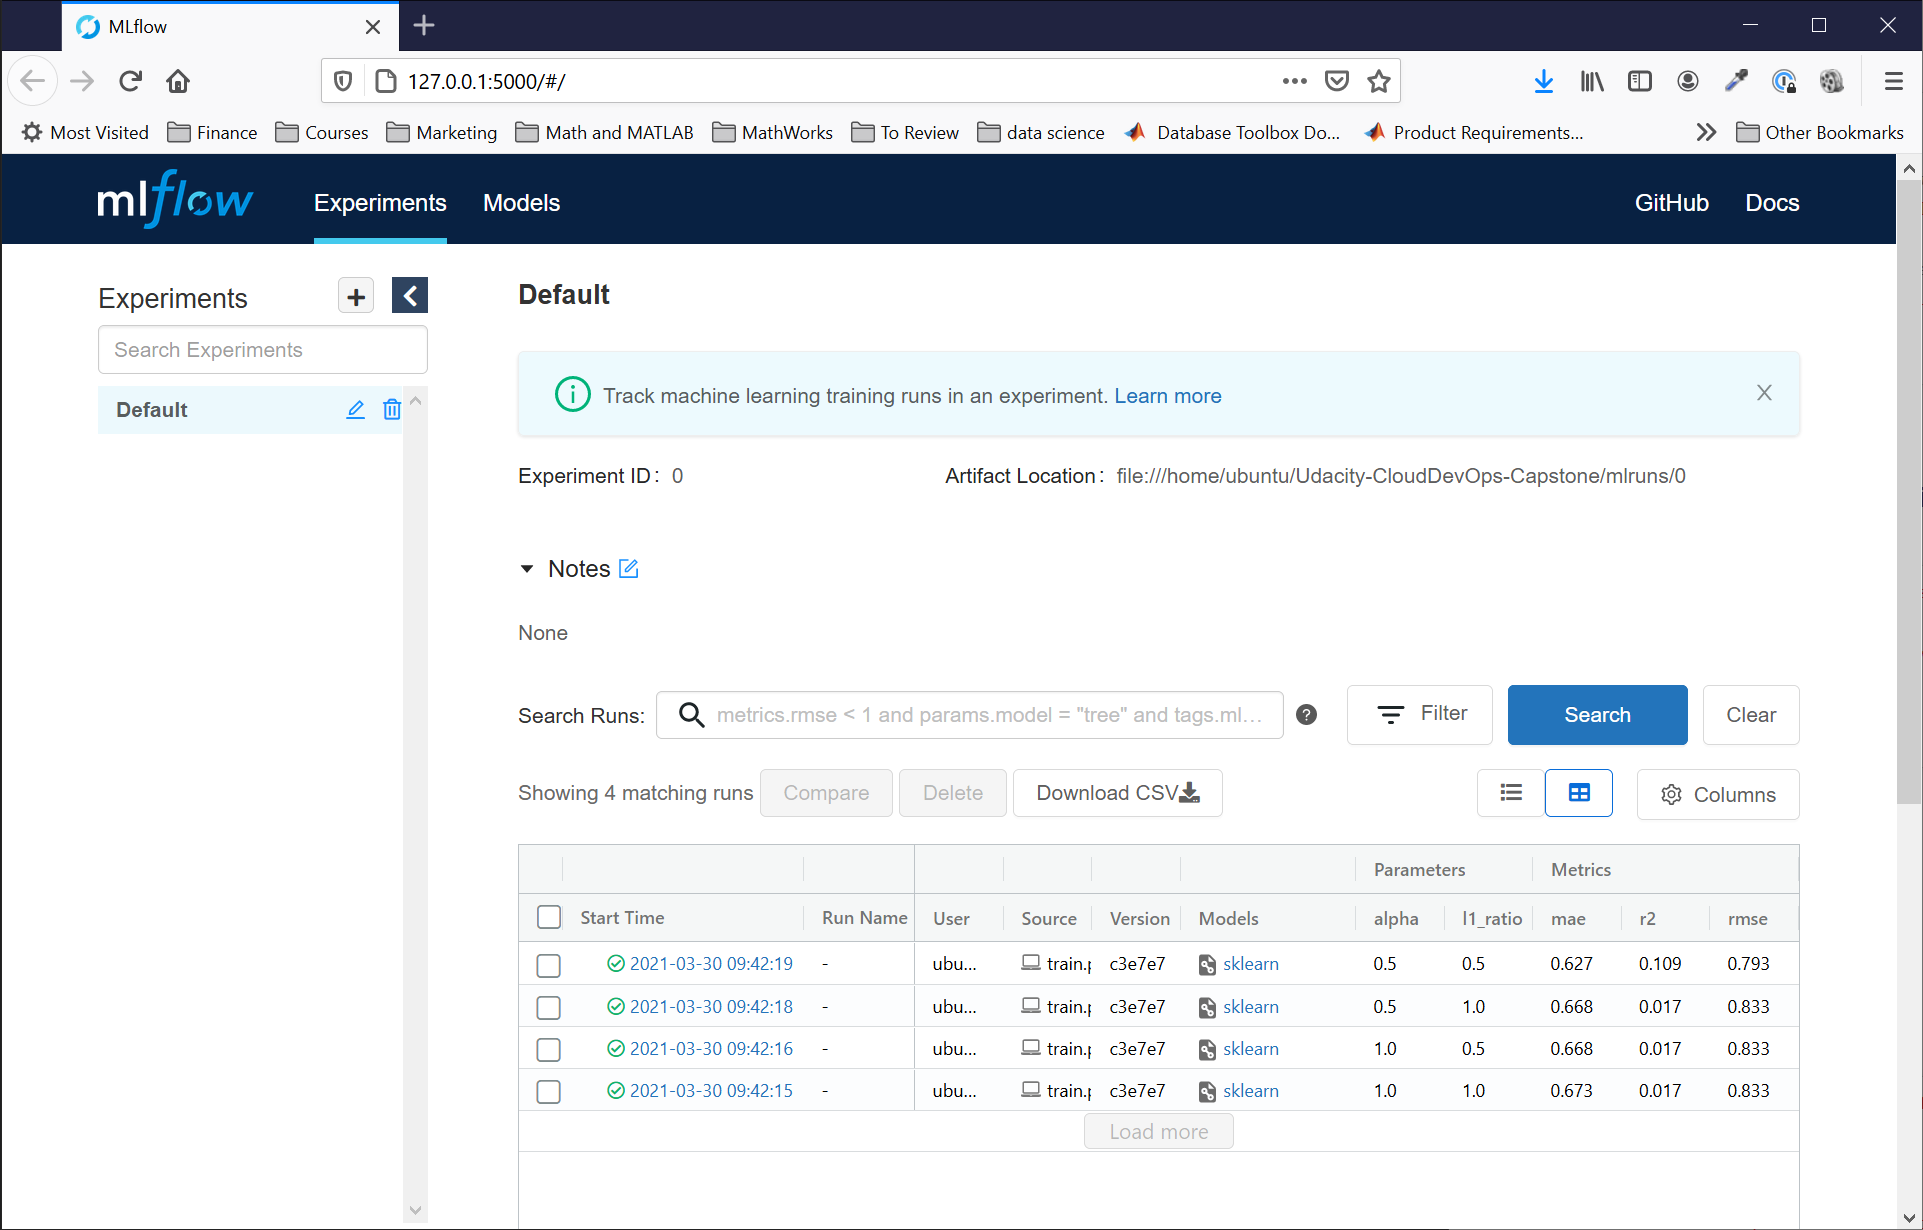 MLflow
127.0.0.1:5000/#/
Most Visited Finance Courses Marketing Math and MATLAB MathWorks To Review data science Database Toolbox Do... Product Requirements... Other Bookmarks
mlflow Experiments Models GitHub Docs
Experiments
Search Experiments
Default
Default
Track machine learning training runs in an experiment. Learn more
Experiment ID: 0 Artifact Location: file:///home/ubuntu/Udacity-CloudDevOps-Capstone/mlruns/0
Notes
None
Search Runs: metrics.rmse < 1 and params.model = "tree" and tags.ml... Filter Search Clear
Showing 4 matching runs Compare Delete Download CSV Columns
Parameters Metrics
Start Time Run Name User Source Version Models alpha l1_ratio mae r2 rmse
2021-03-30 09:42:19 - ubu... train.p c3e7e7 sklearn 0.5 0.5 0.627 0.109 0.793
2021-03-30 09:42:18 - ubu... train.p c3e7e7 sklearn 0.5 1.0 0.668 0.017 0.833
2021-03-30 09:42:16 - ubu... train.p c3e7e7 sklearn 1.0 0.5 0.668 0.017 0.833
2021-03-30 09:42:15 - ubu... train.p c3e7e7 sklearn 1.0 1.0 0.673 0.017 0.833
Load more